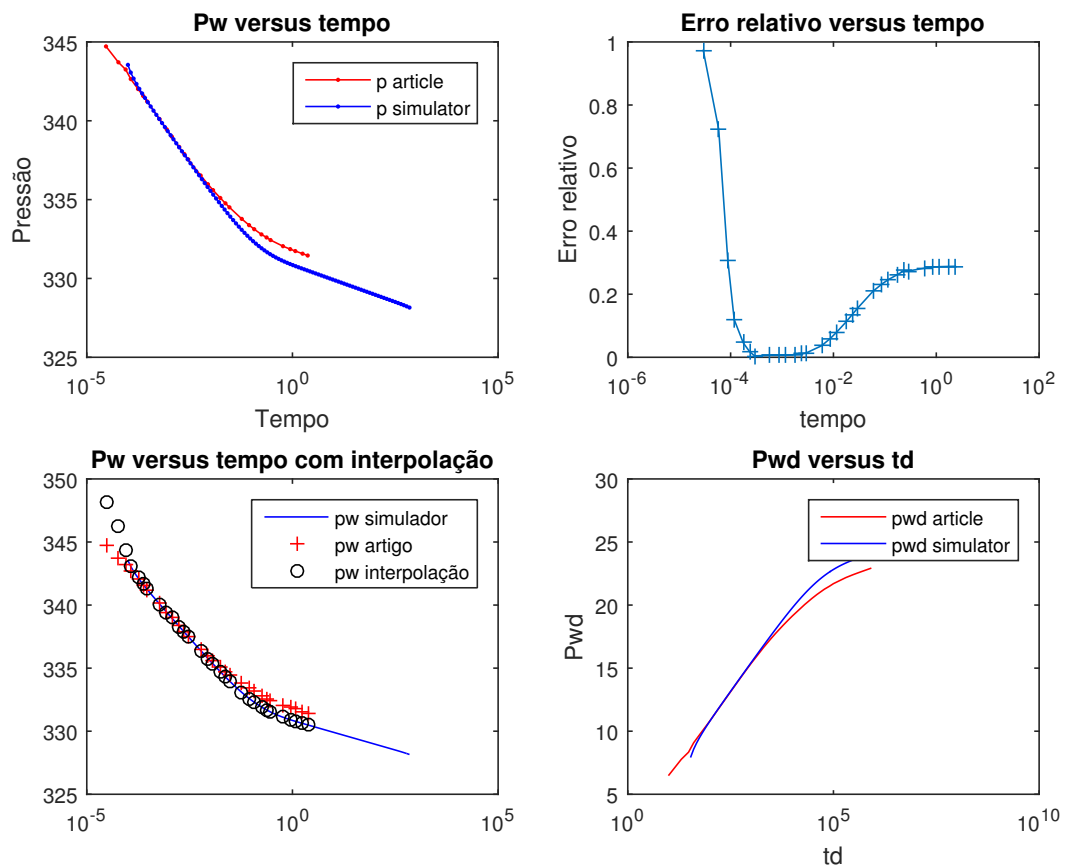 Pw versus tempo
345
340
335
330
325
Pressão
p article
p simulator
10^-5
10^0
10^5
Tempo
Erro relativo versus tempo
1
0.8
0.6
0.4
0.2
0
Erro relativo
10^-6
10^-4
10^-2
10^0
10^2
tempo
Pw versus tempo com interpolação
350
345
340
335
330
325
pw simulador
pw artigo
pw interpolação
10^-5
10^0
10^5
Pwd versus td
30
25
20
15
10
5
Pwd
pwd article
pwd simulator
10^0
10^5
10^10
td